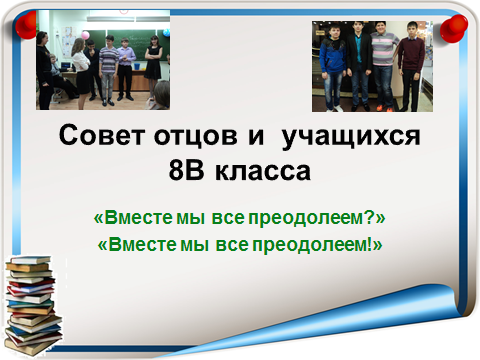 Совет отцов и учащихся
8В класса
«Вместе мы все преодолеем?»
«Вместе мы все преодолеем!»